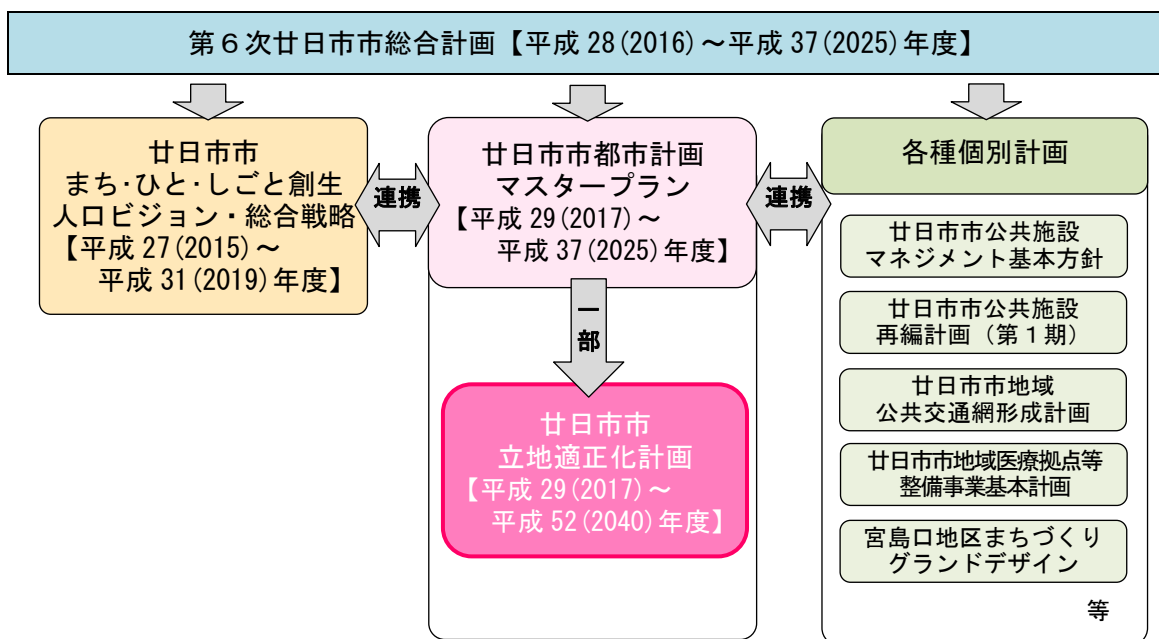 第６次廿日市市総合計画【平成 28(2016)～平成 37(2025)年度】
廿日市市
まち･ひと･しごと創生
人口ビジョン・総合戦略
【平成 27(2015)～
平成 31(2019)年度】
連携
廿日市市都市計画
マスタープラン
【平成 29(2017)～
平成 37(2025)年度】
一部
廿日市市
立地適正化計画
【平成 29(2017)～
平成 52(2040)年度】
連携
各種個別計画
廿日市市公共施設
マネジメント基本方針
廿日市市公共施設
再編計画（第１期）
廿日市市地域
公共交通網形成計画
廿日市市地域医療拠点等
整備事業基本計画
宮島口地区まちづくり
グランドデザイン
等